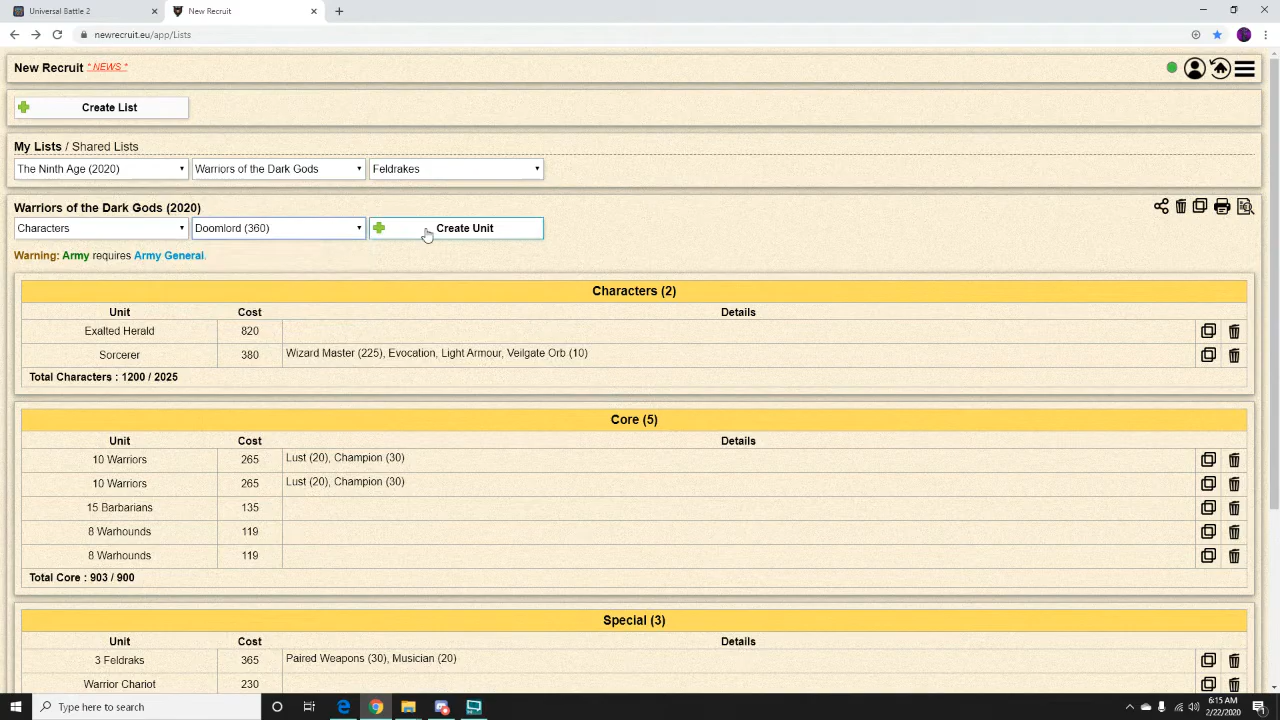 Universal Battle 2
New Recruit
newrecruit.eu/app/Lists
New Recruit * NEWS *
Create List
My Lists / Shared Lists
The Ninth Age (2020) Warriors of the Dark Gods Feldrakes
Warriors of the Dark Gods (2020)
Characters Doomlord (360) Create Unit
Warning: Army requires Army General.
Characters (2)
Unit Cost Details
Exalted Herald 820
Sorcerer 380 Wizard Master (225), Evocation, Light Armour, Veilgate Orb (10)
Total Characters : 1200 / 2025
Core (5)
Unit Cost Details
10 Warriors 265 Lust (20), Champion (30)
10 Warriors 265 Lust (20), Champion (30)
15 Barbarians 135
8 Warhounds 119
8 Warhounds 119
Total Core : 903 / 900
Special (3)
Unit Cost Details
3 Feldraks 365 Paired Weapons (30), Musician (20)
Warrior Chariot 230
Type here to search
6:15 AM
2/22/2020